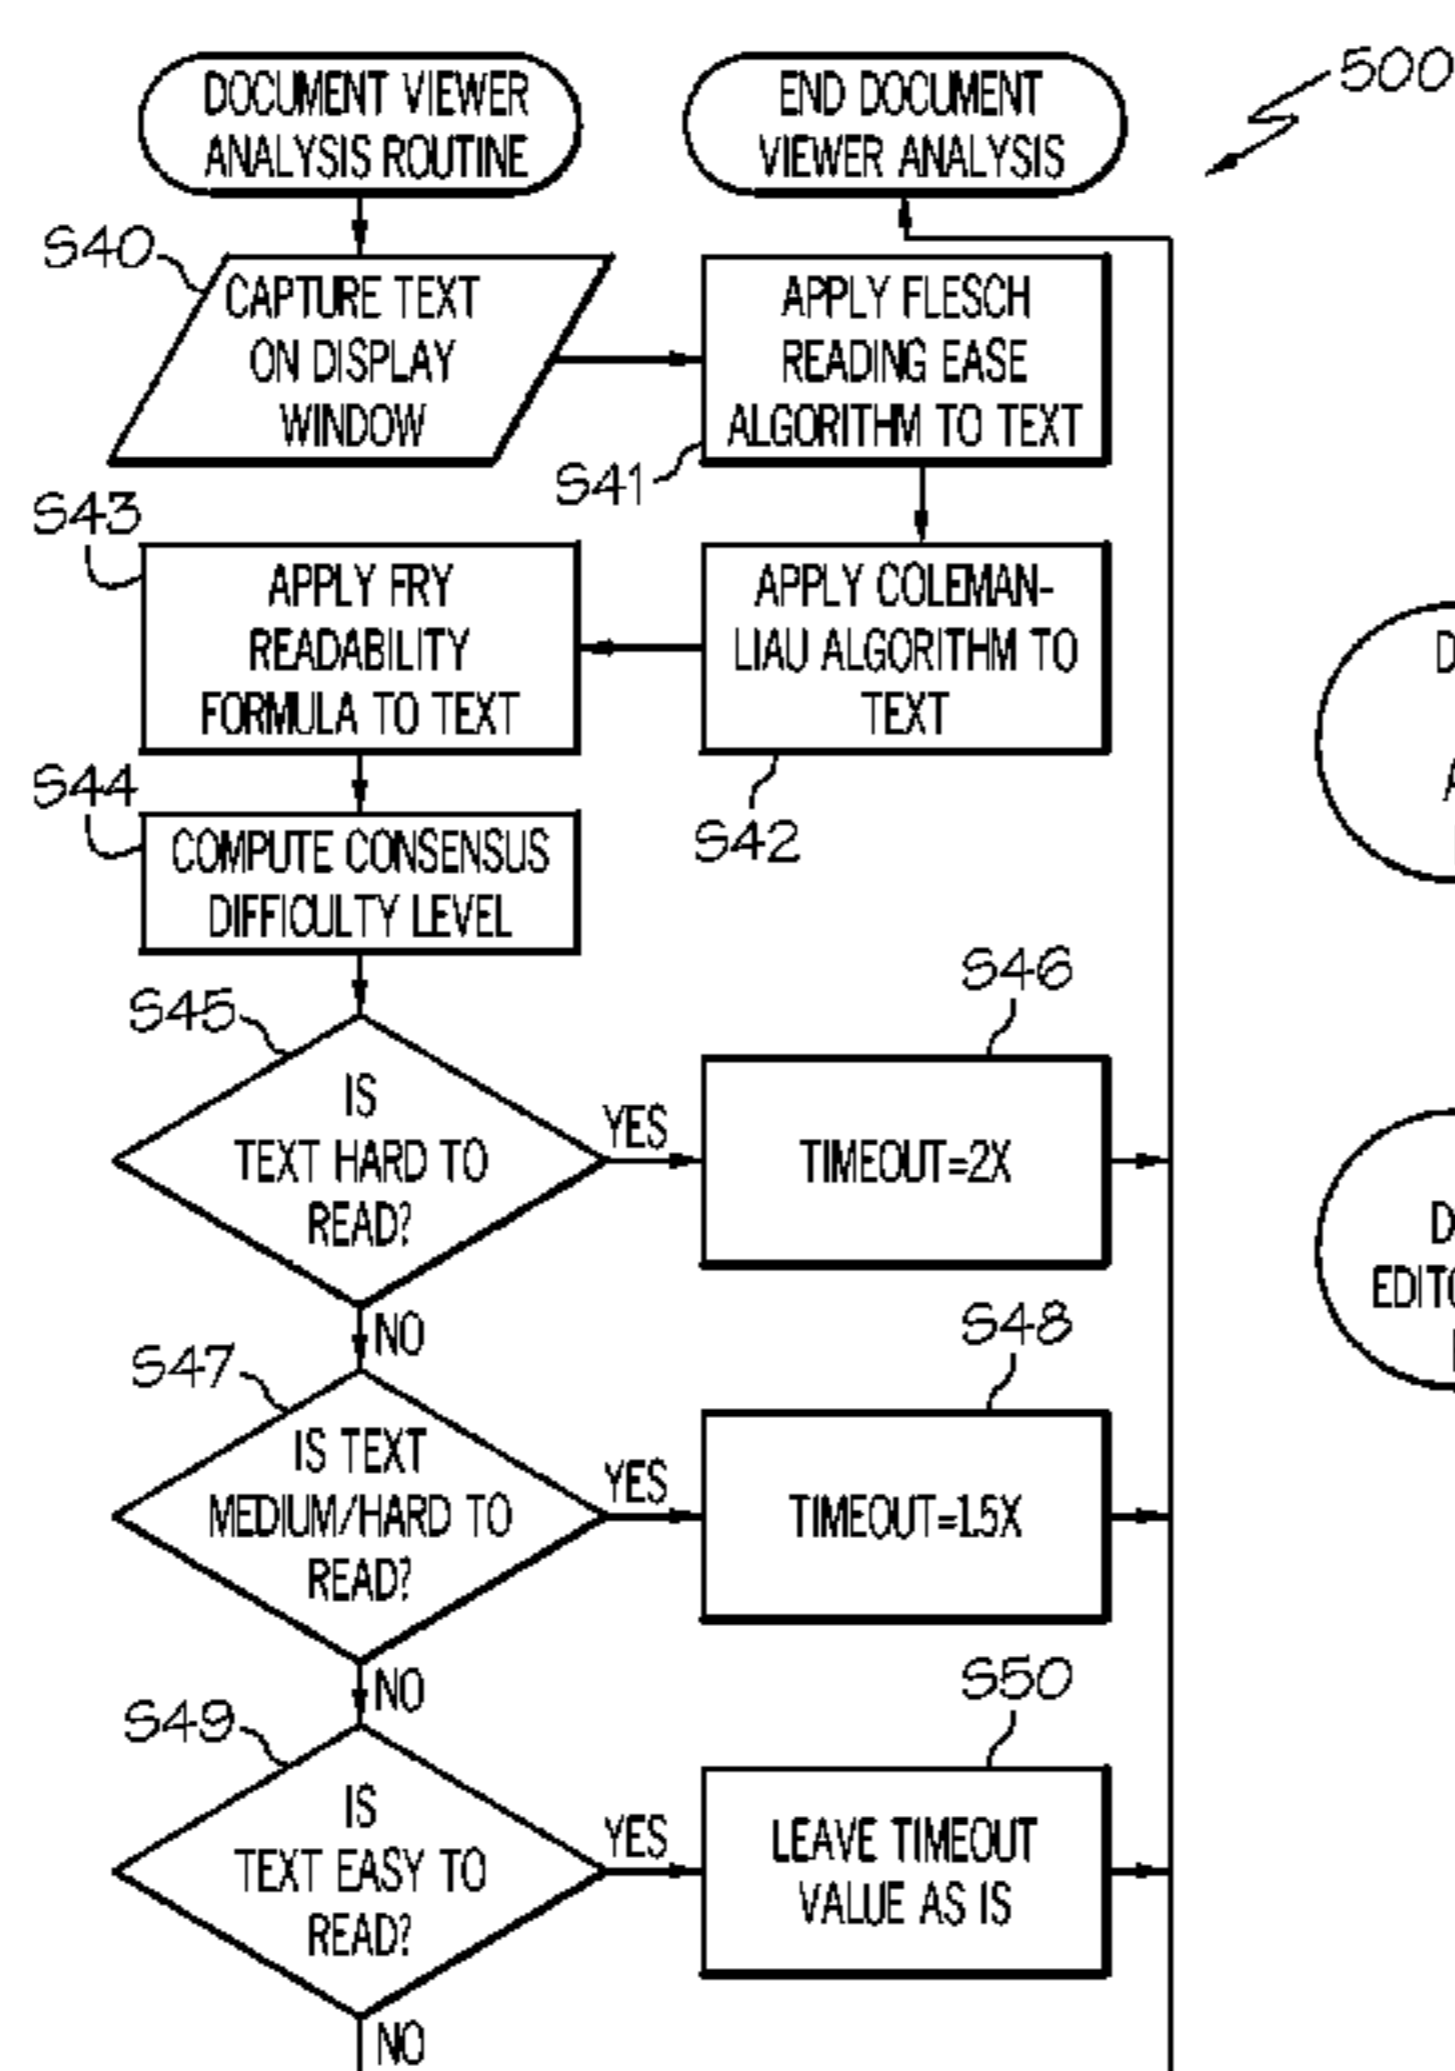 DOCUMENT VIEWER
ANALYSIS ROUTINE
END DOCUMENT
VIEWER ANALYSIS
500
S40
CAPTURE TEXT
ON DISPLAY
WINDOW
APPLY FLESCH
READING EASE
ALGORITHM TO TEXT
S41
S43
APPLY FRY
READABILITY
FORMULA TO TEXT
APPLY COLEMAN-
LIAU ALGORITHM TO
TEXT
S42
S44
COMPUTE CONSENSUS
DIFFICULTY LEVEL
S45
IS
TEXT HARD TO
READ?
YES
S46
TIMEOUT=2X
NO
S47
IS TEXT
MEDIUM/HARD TO
READ?
YES
S48
TIMEOUT=1.5X
NO
S49
IS
TEXT EASY TO
READ?
YES
S50
LEAVE TIMEOUT
VALUE AS IS
NO